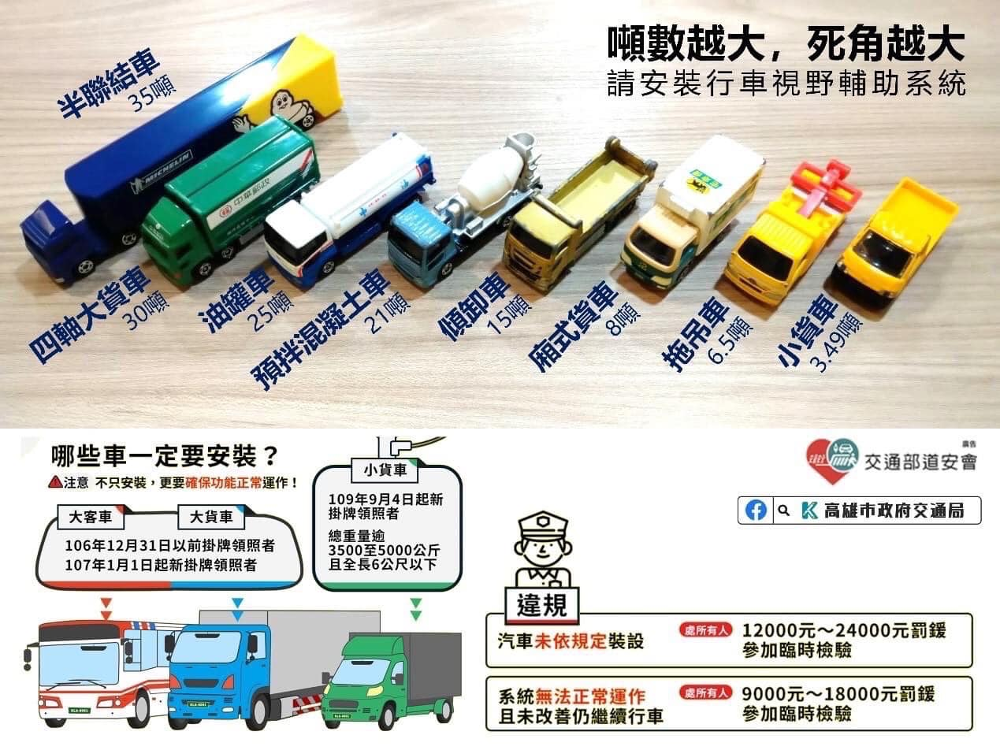 噸數越大，死角越大
請安裝行車視野輔助系統
半聯結車
35噸
MICHELIN
中華郵政
四軸大貨車
30噸
油罐車
25噸
預拌混凝土車
21噸
傾卸車
15噸
廂式貨車
8噸
拖吊車
6.5噸
小貨車
3.49噸
哪些車一定要安裝？
注意 不只安裝，更要確保功能正常運作！
大客車
大貨車
106年12月31日以前掛牌領照者
107年1月1日起新掛牌領照者
小貨車
109年9月4日起新
掛牌領照者
總重量逾
3500至5000公斤
且全長6公尺以下
廣告
交通部道安會
高雄市政府交通局
違規
汽車未依規定裝設
處所有人
12000元～24000元罰鍰
參加臨時檢驗
系統無法正常運作
且未改善仍繼續行車
處所有人
9000元～18000元罰鍰
參加臨時檢驗
KLA-0001
KLA-0001
KLA-0001